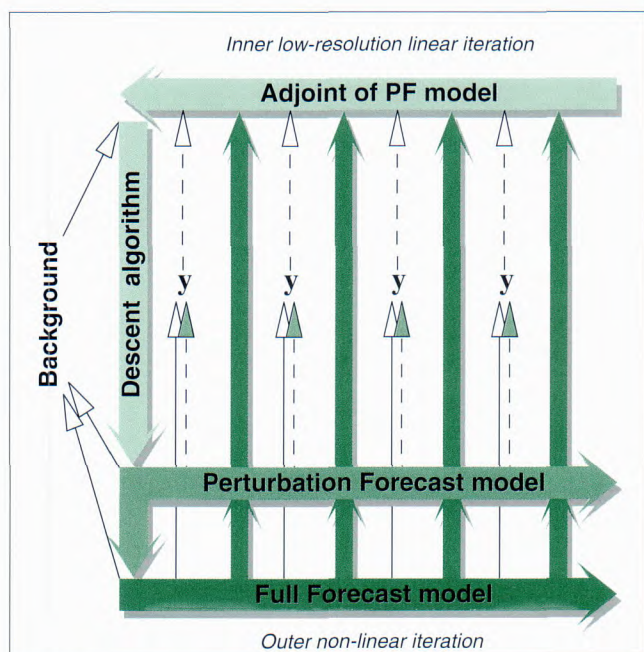 Inner low-resolution linear iteration
Adjoint of PF model
Descent algorithm
Background
y y y y
Perturbation Forecast model
Full Forecast model
Outer non-linear iteration